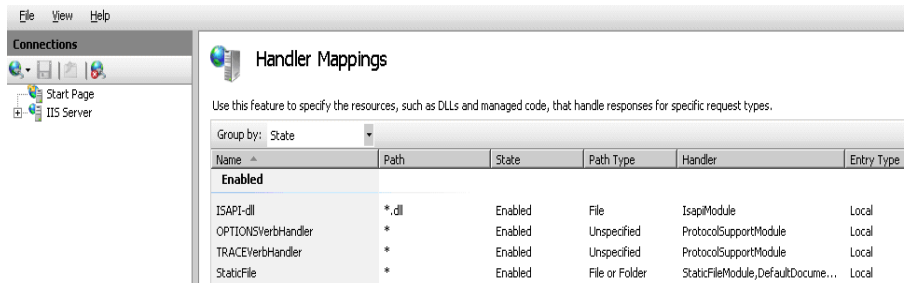 File View Help
Connections
Start Page
IIS Server
Handler Mappings
Use this feature to specify the resources, such as DLLs and managed code, that handle responses for specific request types.
Group by: State
Name Path State Path Type Handler Entry Type
Enabled
ISAPI-dll *.dll Enabled File IsapiModule Local
OPTIONSVerbHandler * Enabled Unspecified ProtocolSupportModule Local
TRACEVerbHandler * Enabled Unspecified ProtocolSupportModule Local
StaticFile * Enabled File or Folder StaticFileModule,DefaultDocume... Local